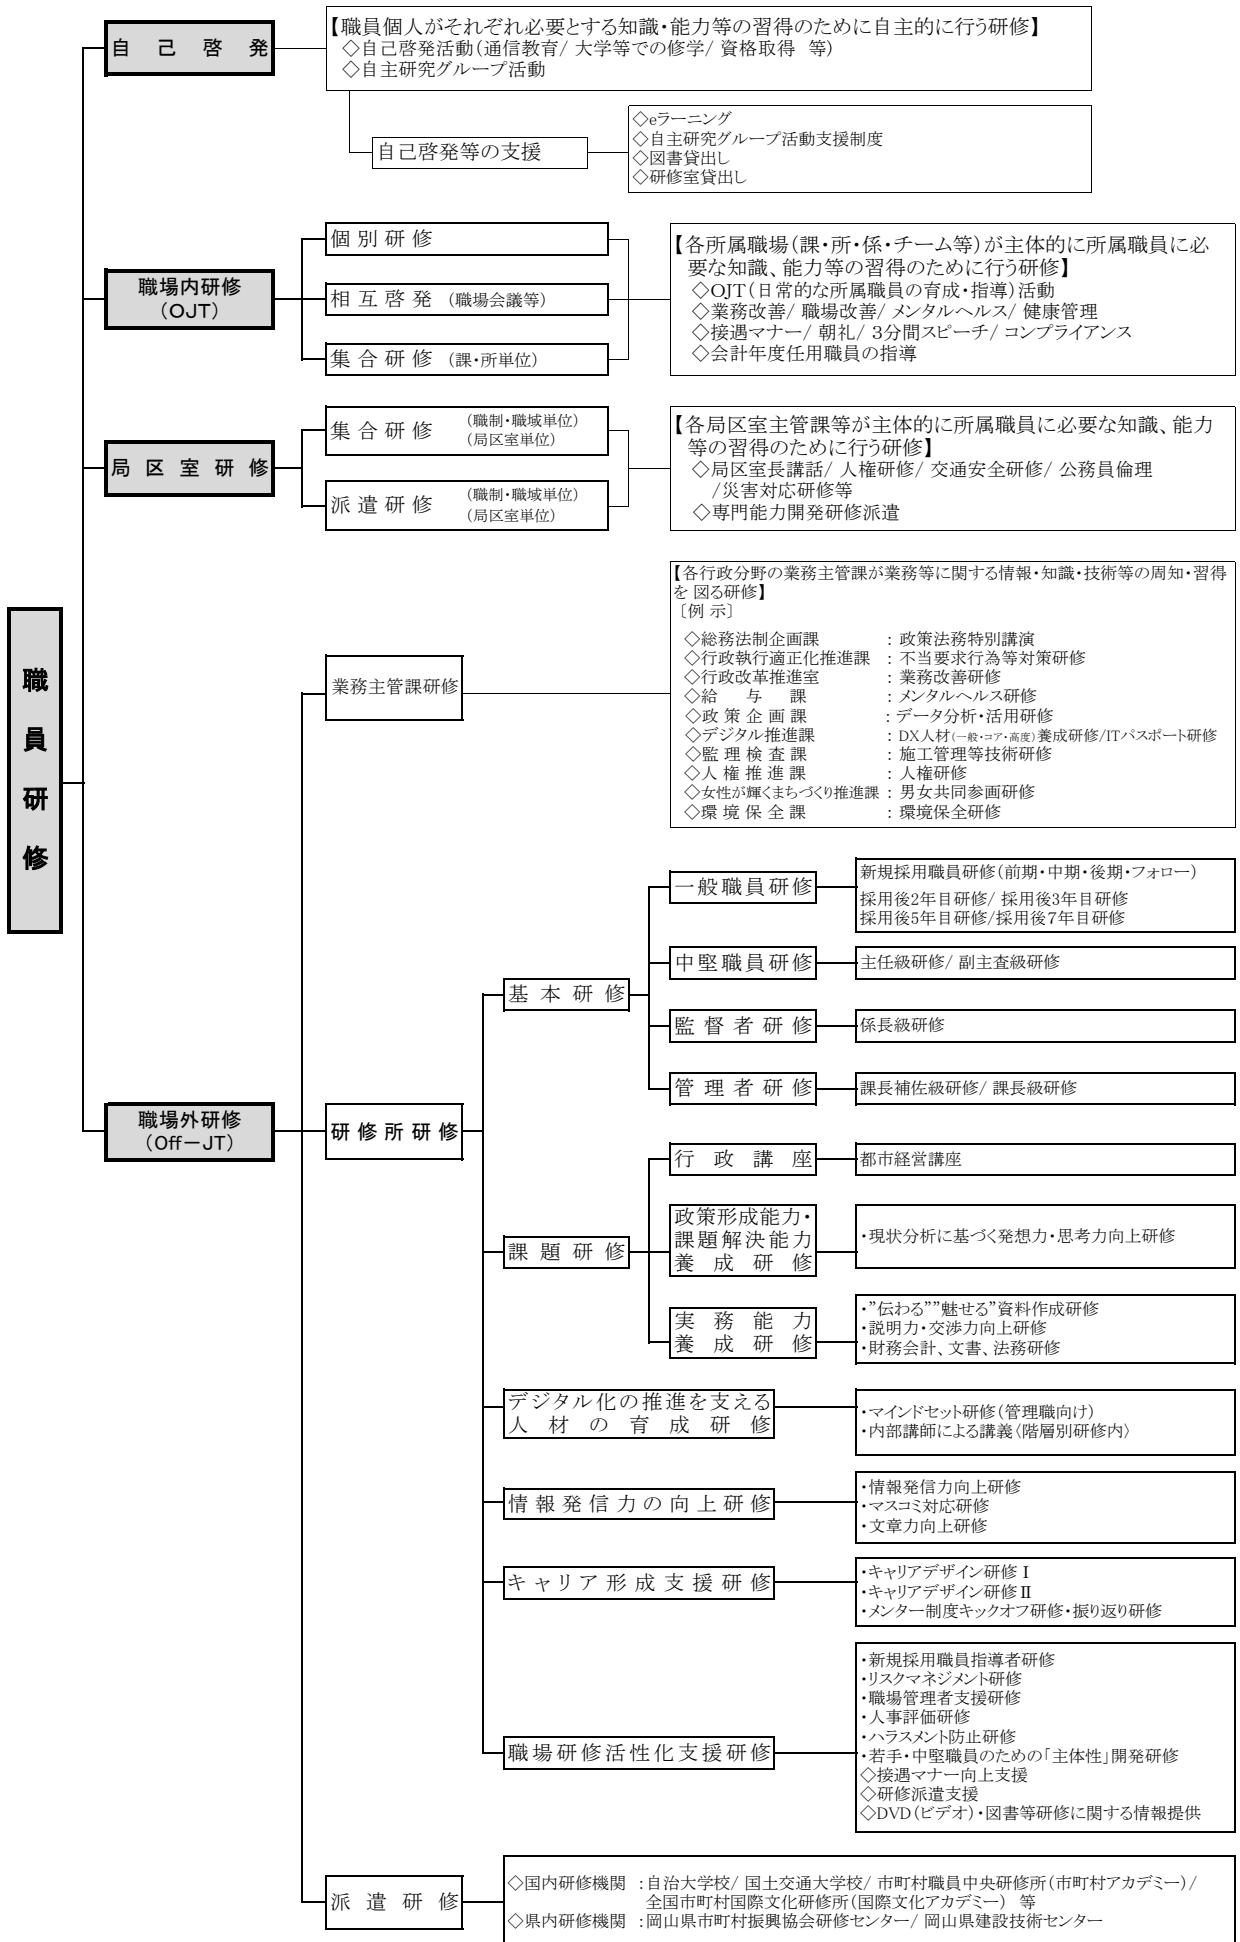 職員研修
自己啓発
【職員個人がそれぞれ必要とする知識・能力等の習得のために自主的に行う研修】
◇自己啓発活動(通信教育/ 大学等での修学/ 資格取得 等)
◇自主研究グループ活動
自己啓発等の支援
◇eラーニング
◇自主研究グループ活動支援制度
◇図書貸出し
◇研修室貸出し
職場内研修
(OJT)
個別研修
相互啓発 (職場会議等)
集合研修 (課・所単位)
【各所属職場(課・所・係・チーム等)が主体的に所属職員に必
要な知識、能力等の習得のために行う研修】
◇OJT(日常的な所属職員の育成・指導)活動
◇業務改善/ 職場改善/ メンタルヘルス/ 健康管理
◇接遇マナー/ 朝礼/ 3分間スピーチ/ コンプライアンス
◇会計年度任用職員の指導
局区室研修
集合研修 (職制・職域単位)
(局区室単位)
派遣研修 (職制・職域単位)
(局区室単位)
【各局区室主管課等が主体的に所属職員に必要な知識、能力
等の習得のために行う研修】
◇局区室長講話/ 人権研修/ 交通安全研修/ 公務員倫理
/災害対応研修等
◇専門能力開発研修派遣
職場外研修
(Off-JT)
業務主管課研修
【各行政分野の業務主管課が業務等に関する情報・知識・技術等の周知・習得
を 図る研修】
〔例 示〕
◇総務法制企画課 : 政策法務特別講演
◇行政執行適正化推進課 : 不当要求行為等対策研修
◇行政改革推進室 : 業務改善研修
◇給与課 : メンタルヘルス研修
◇政策企画課 : データ分析・活用研修
◇デジタル推進課 : DX人材(一般・コア・高度)養成研修/ITパスポート研修
◇監理検査課 : 施工管理等技術研修
◇人権推進課 : 人権研修
◇女性が輝くまちづくり推進課 : 男女共同参画研修
◇環境保全課 : 環境保全研修
研修所研修
基本研修
一般職員研修
新規採用職員研修(前期・中期・後期・フォロー)
採用後2年目研修/ 採用後3年目研修
採用後5年目研修/採用後7年目研修
中堅職員研修
主任級研修/ 副主査級研修
監督者研修
係長級研修
管理者研修
課長補佐級研修/ 課長級研修
課題研修
行政講座
都市経営講座
政策形成能力・
課題解決能力
養成研修
・現状分析に基づく発想力・思考力向上研修
実務能力
養成研修
・”伝わる””魅せる”資料作成研修
・説明力・交渉力向上研修
・財務会計、文書、法務研修
デジタル化の推進を支える
人材の育成研修
・マインドセット研修(管理職向け)
・内部講師による講義〈階層別研修内〉
情報発信力の向上研修
・情報発信力向上研修
・マスコミ対応研修
・文章力向上研修
キャリア形成支援研修
・キャリアデザイン研修Ⅰ
・キャリアデザイン研修Ⅱ
・メンター制度キックオフ研修・振り返り研修
職場研修活性化支援研修
・新規採用職員指導者研修
・リスクマネジメント研修
・職場管理者支援研修
・人事評価研修
・ハラスメント防止研修
・若手・中堅職員のための「主体性」開発研修
◇接遇マナー向上支援
◇研修派遣支援
◇DVD(ビデオ)・図書等研修に関する情報提供
派遣研修
◇国内研修機関 :自治大学校/ 国土交通大学校/ 市町村職員中央研修所(市町村アカデミー)/
全国市町村国際文化研修所(国際文化アカデミー) 等
◇県内研修機関 :岡山県市町村振興協会研修センター/ 岡山県建設技術センター